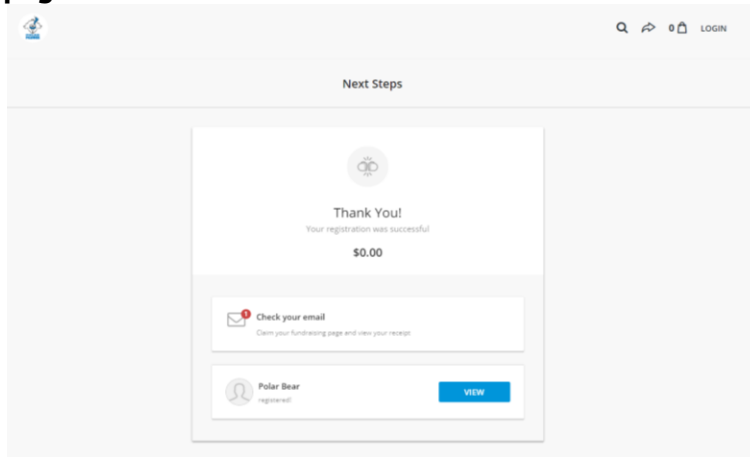 0 LOGIN
Next Steps
Thank You!
Your registration was successful
$0.00
1
Check your email
Claim your fundraising page and view your receipt
Polar Bear
registered!
VIEW